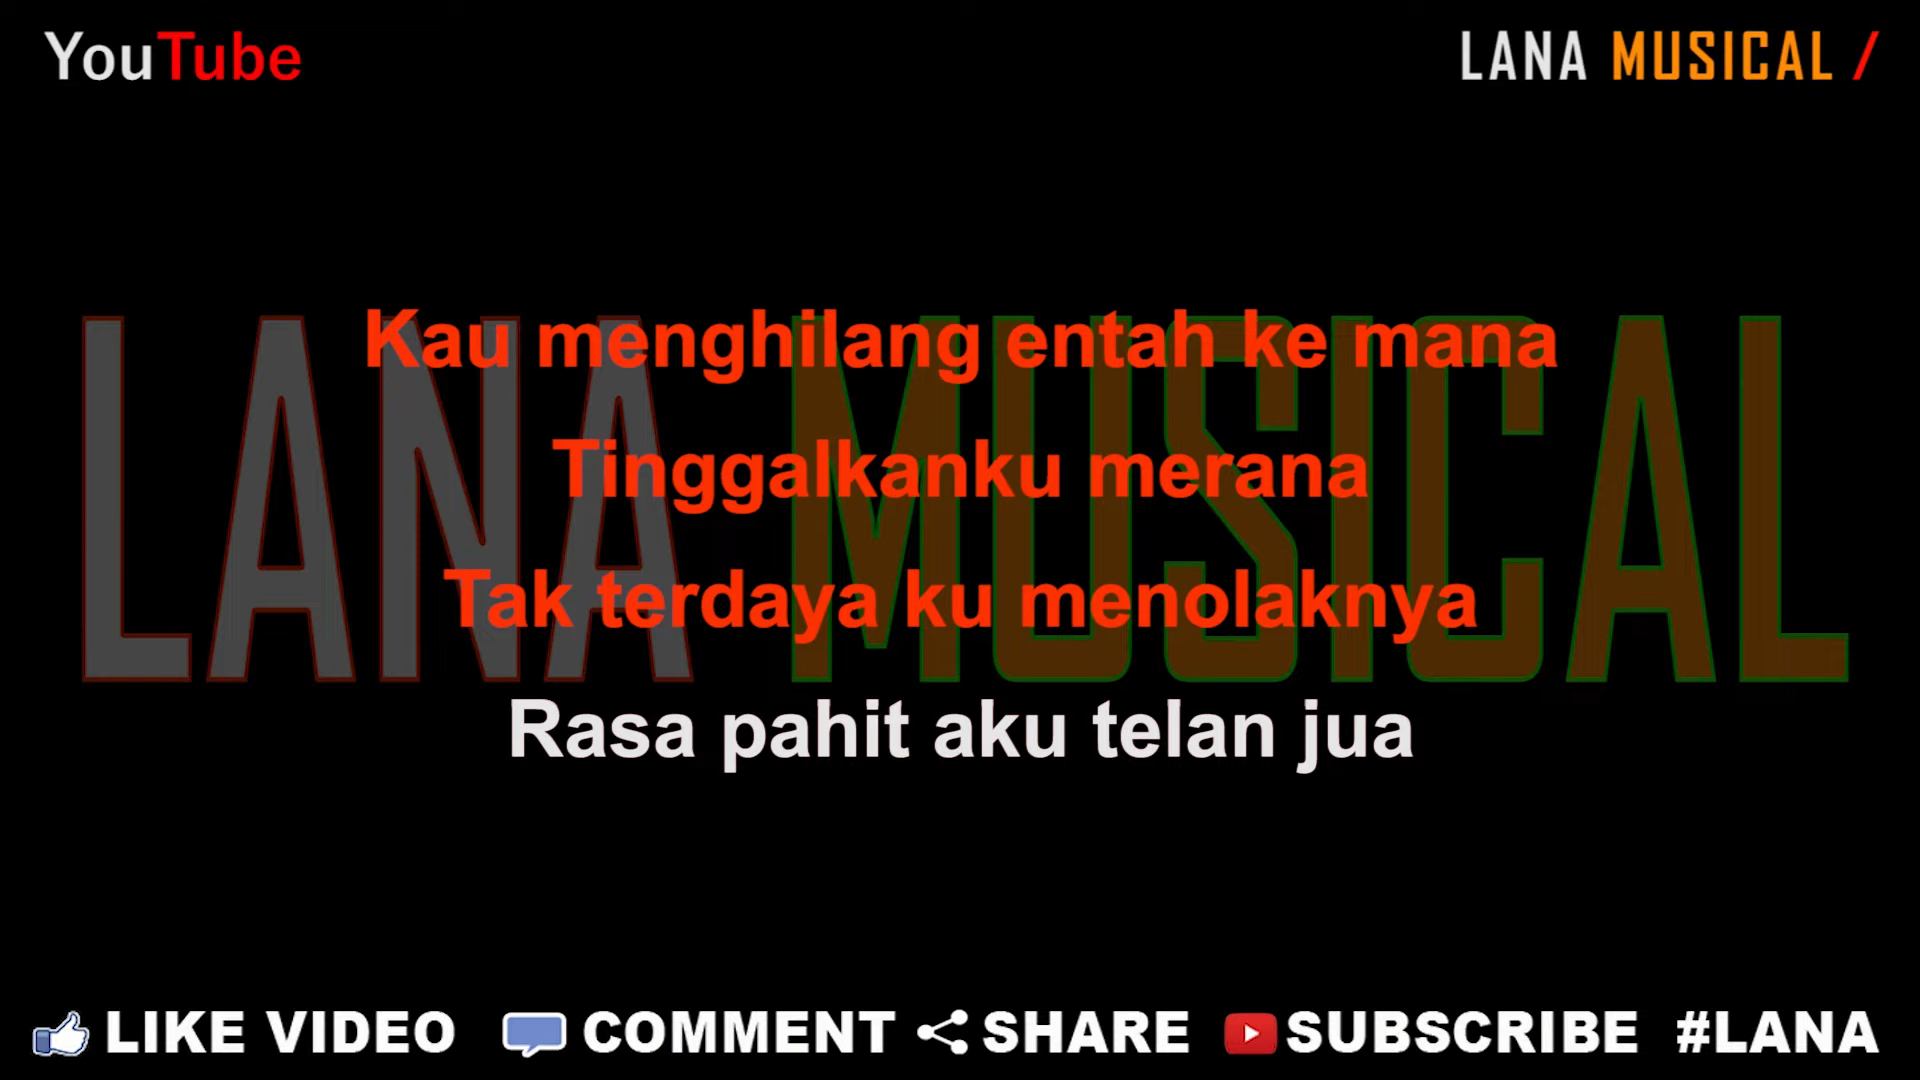 YouTube
LANA MUSICAL /
LANA MUSICAL
Kau menghilang entah ke mana
Tinggalkanku merana
Tak terdaya ku menolaknya
Rasa pahit aku telan jua
LIKE VIDEO COMMENT SHARE SUBSCRIBE #LANA